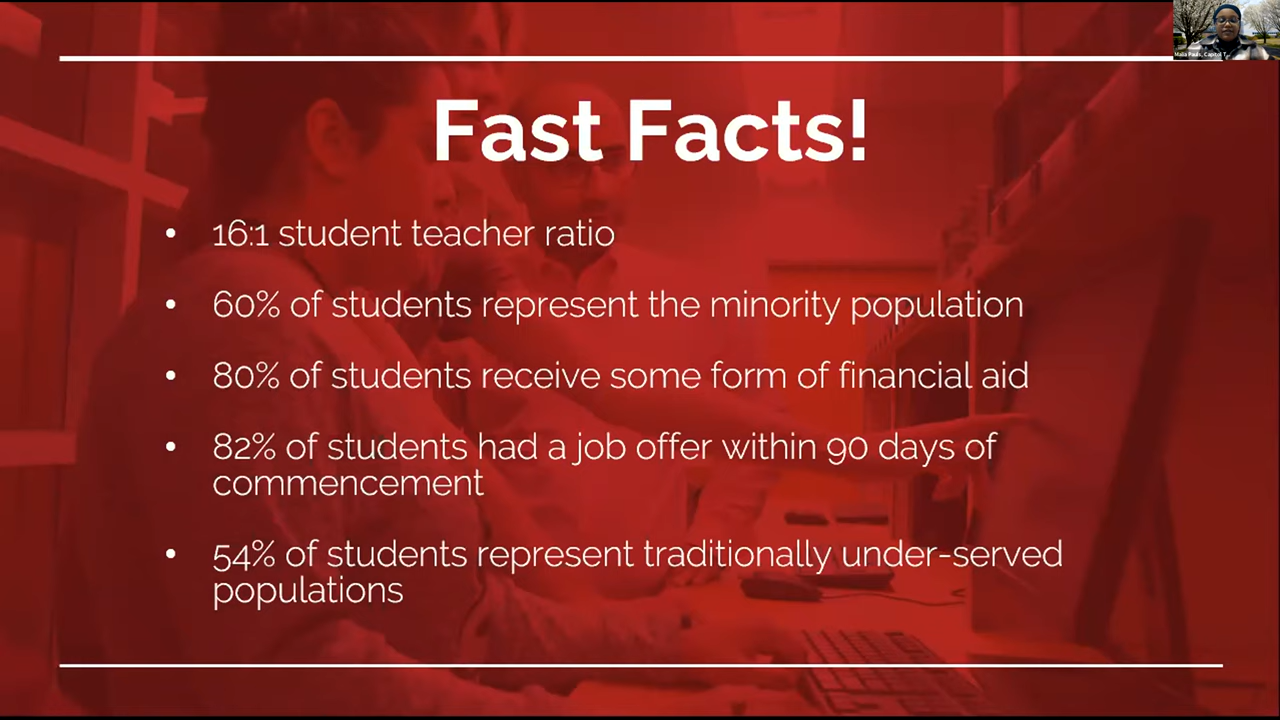 Fast Facts!
• 16:1 student teacher ratio
• 60% of students represent the minority population
• 80% of students receive some form of financial aid
• 82% of students had a job offer within 90 days of
commencement
• 54% of students represent traditionally under-served
populations